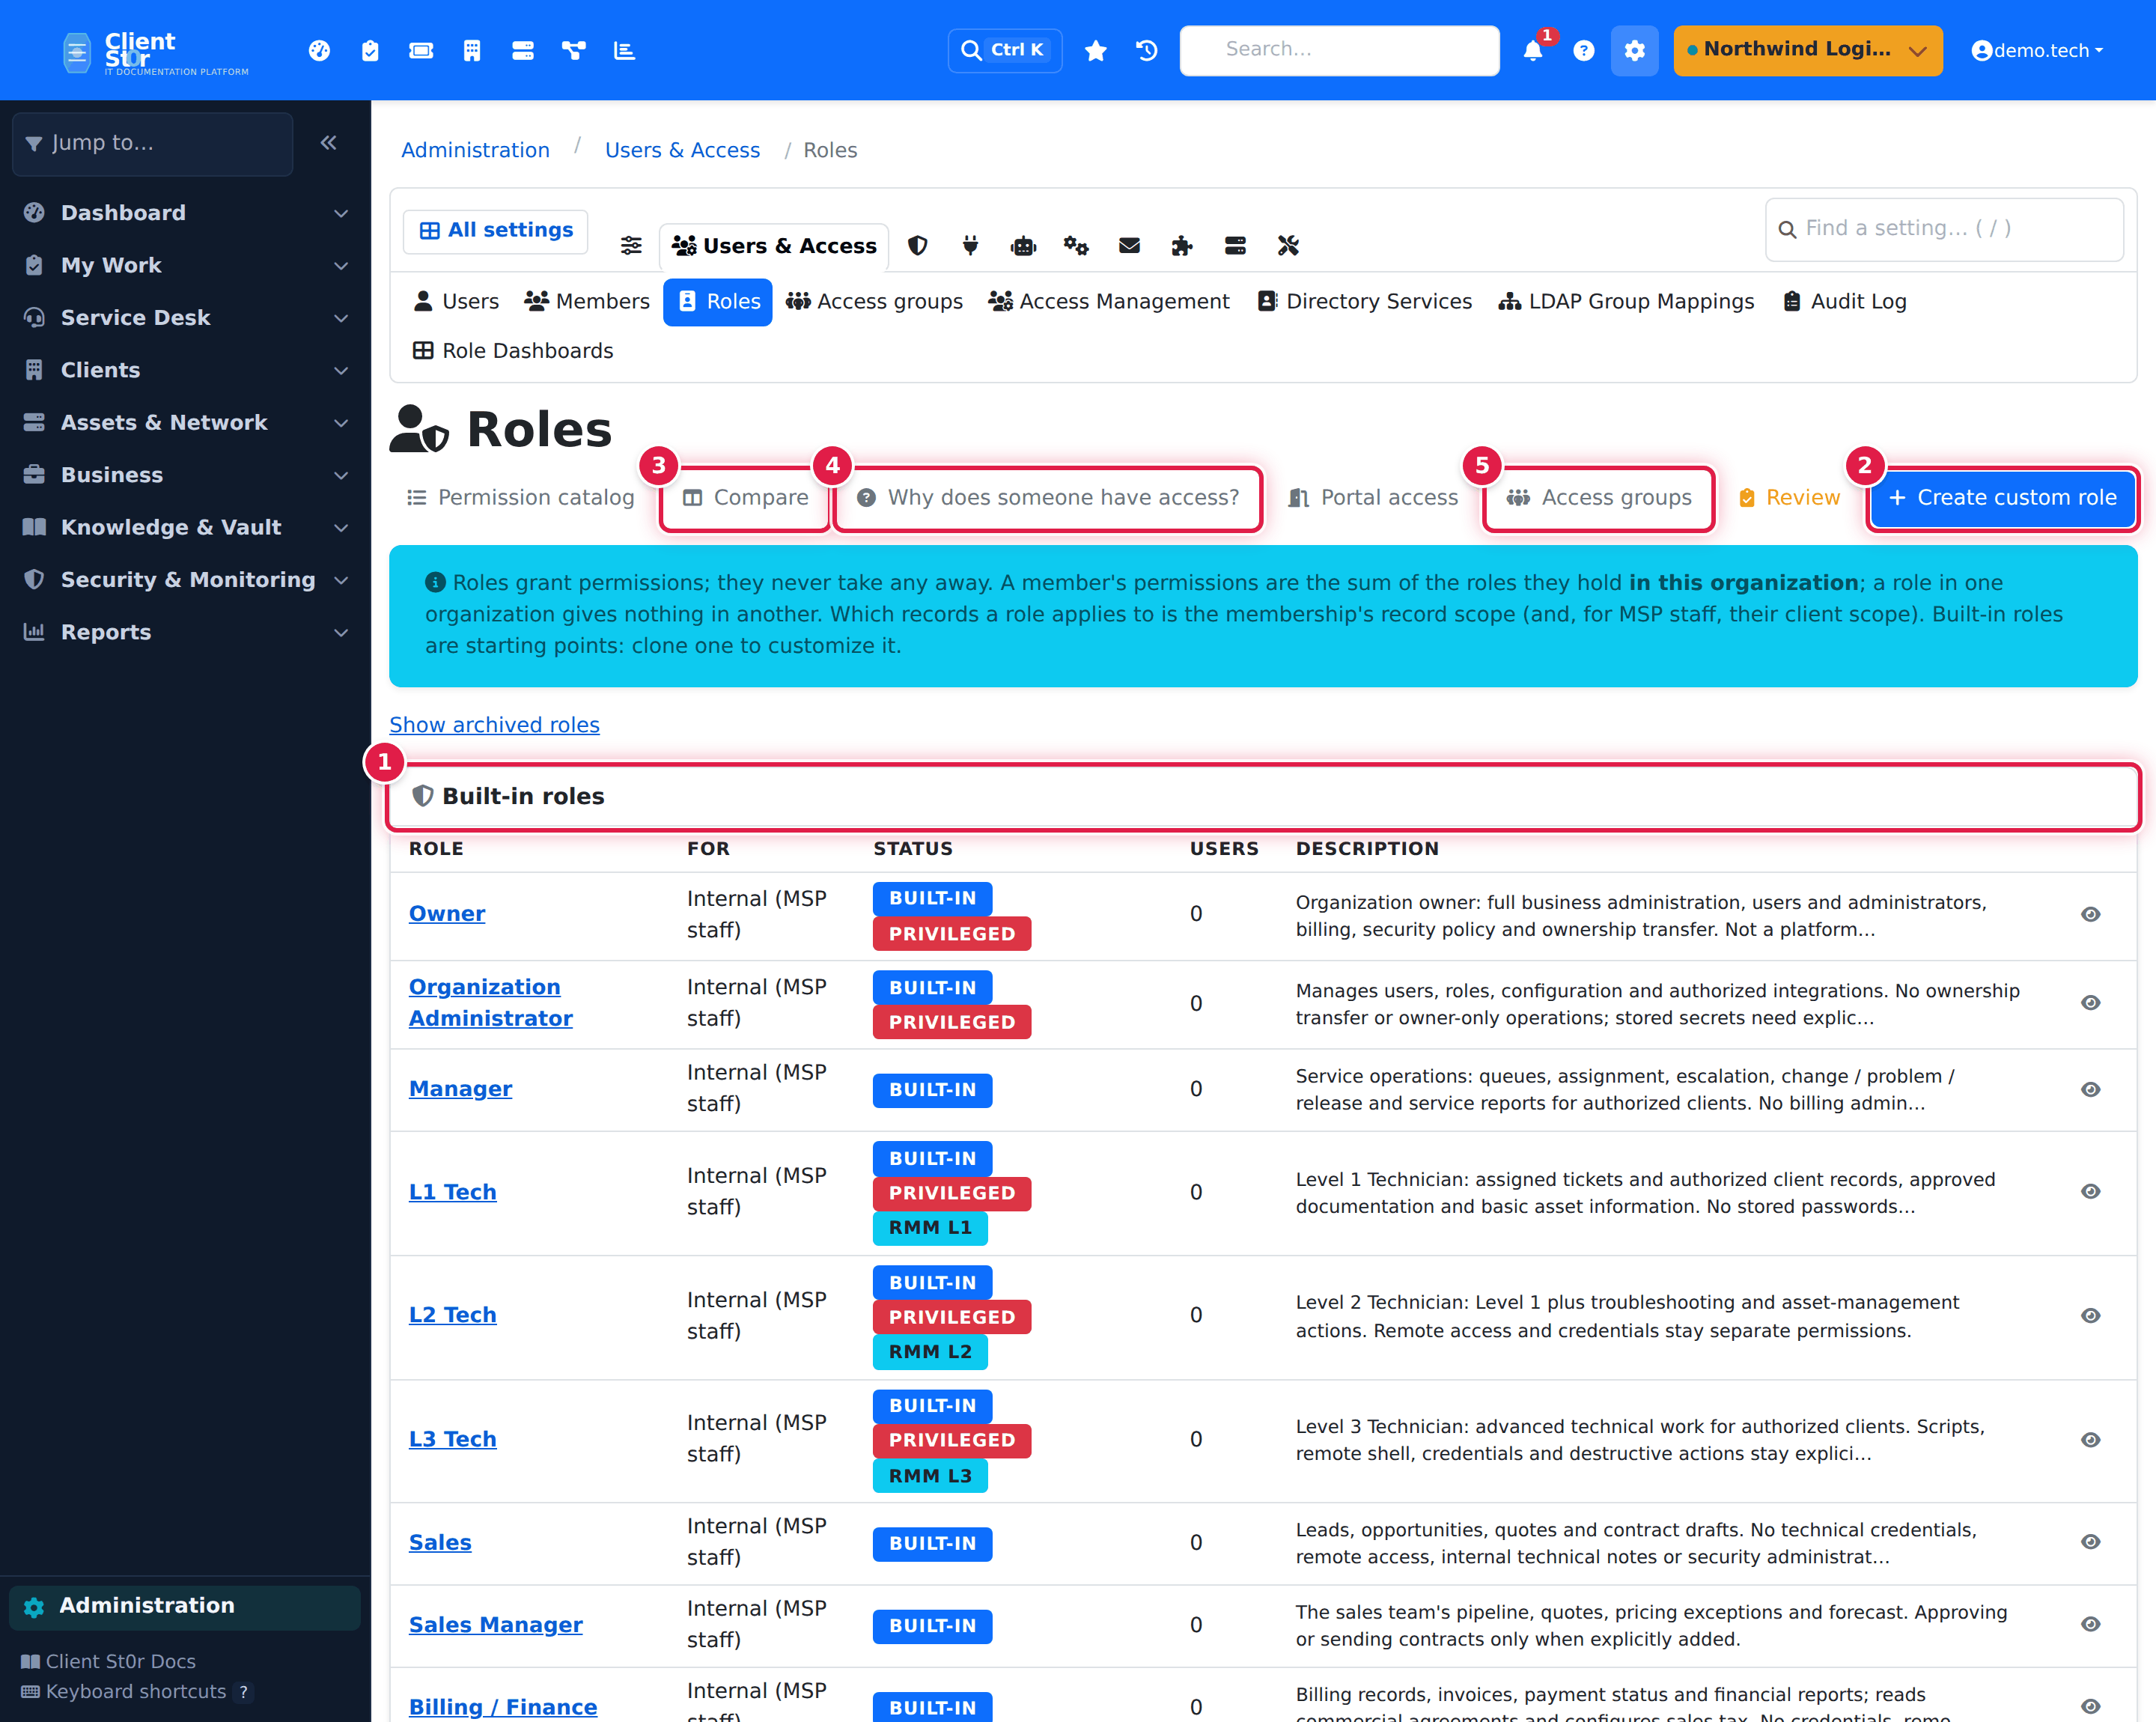 Client
St0r
IT DOCUMENTATION PLATFORM
Ctrl K
Search...
1
Northwind Logi...
demo.tech
Jump to...
Dashboard
My Work
Service Desk
Clients
Assets & Network
Business
Knowledge & Vault
Security & Monitoring
Reports
Administration
Client St0r Docs
Keyboard shortcuts ?
Administration / Users & Access / Roles
All settings
Users & Access
Find a setting... ( / )
Users
Members
Roles
Access groups
Access Management
Directory Services
LDAP Group Mappings
Audit Log
Role Dashboards
Roles
3
4
5
2
Permission catalog
Compare
Why does someone have access?
Portal access
Access groups
Review
Create custom role
Roles grant permissions; they never take any away. A member's permissions are the sum of the roles they hold in this organization; a role in one
organization gives nothing in another. Which records a role applies to is the membership's record scope (and, for MSP staff, their client scope). Built-in roles
are starting points: clone one to customize it.
Show archived roles
1
Built-in roles
ROLE FOR STATUS USERS DESCRIPTION
Owner
Internal (MSP
staff)
BUILT-IN
PRIVILEGED
0
Organization owner: full business administration, users and administrators,
billing, security policy and ownership transfer. Not a platform...
Organization
Administrator
Internal (MSP
staff)
BUILT-IN
PRIVILEGED
0
Manages users, roles, configuration and authorized integrations. No ownership
transfer or owner-only operations; stored secrets need explic...
Manager
Internal (MSP
staff)
BUILT-IN
0
Service operations: queues, assignment, escalation, change / problem /
release and service reports for authorized clients. No billing admin...
L1 Tech
Internal (MSP
staff)
BUILT-IN
PRIVILEGED
RMM L1
0
Level 1 Technician: assigned tickets and authorized client records, approved
documentation and basic asset information. No stored passwords...
L2 Tech
Internal (MSP
staff)
BUILT-IN
PRIVILEGED
RMM L2
0
Level 2 Technician: Level 1 plus troubleshooting and asset-management
actions. Remote access and credentials stay separate permissions.
L3 Tech
Internal (MSP
staff)
BUILT-IN
PRIVILEGED
RMM L3
0
Level 3 Technician: advanced technical work for authorized clients. Scripts,
remote shell, credentials and destructive actions stay explici...
Sales
Internal (MSP
staff)
BUILT-IN
0
Leads, opportunities, quotes and contract drafts. No technical credentials,
remote access, internal technical notes or security administrat...
Sales Manager
Internal (MSP
staff)
BUILT-IN
0
The sales team's pipeline, quotes, pricing exceptions and forecast. Approving
or sending contracts only when explicitly added.
Billing / Finance
Internal (MSP
staff)
BUILT-IN
0
Billing records, invoices, payment status and financial reports; reads
commercial agreements and configures sales tax. No credentials, remo...